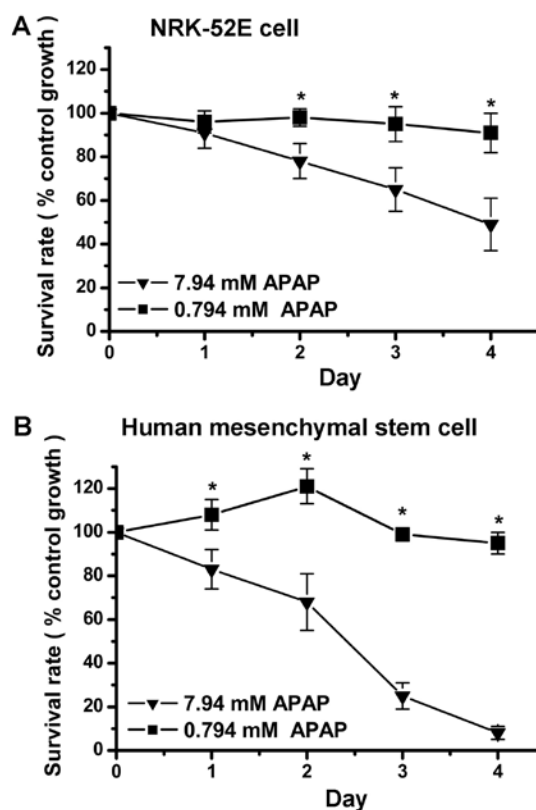 A
NRK-52E cell
Survival rate ( % control growth )
120
100
80
60
40
20
0
* * *
7.94 mM APAP
0.794 mM APAP
0 1 2 3 4
Day
B
Human mesenchymal stem cell
Survival rate ( % control growth )
120
100
80
60
40
20
0
* * * *
7.94 mM APAP
0.794 mM APAP
0 1 2 3 4
Day